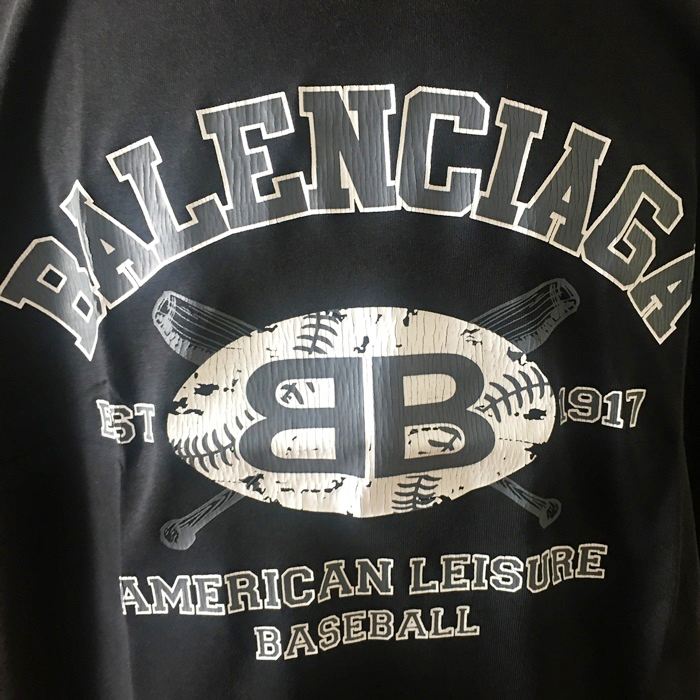 BALENCIAGA
BB
EST 1917
AMERICAN LEISURE
BASEBALL